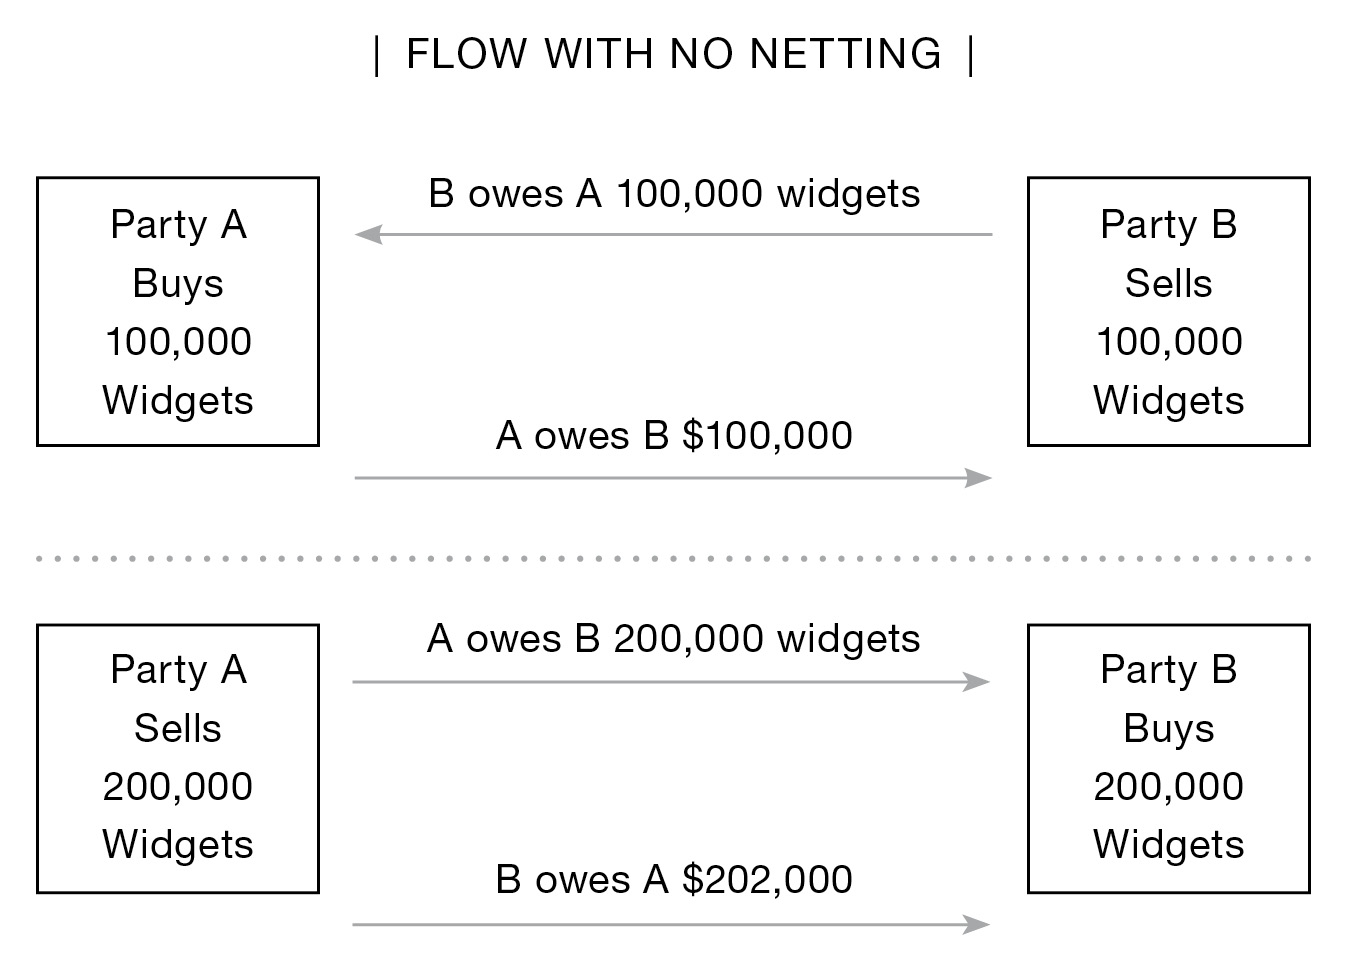 | FLOW WITH NO NETTING |
Party A
Buys
100,000
Widgets
B owes A 100,000 widgets
A owes B $100,000
Party B
Sells
100,000
Widgets
Party A
Sells
200,000
Widgets
A owes B 200,000 widgets
B owes A $202,000
Party B
Buys
200,000
Widgets